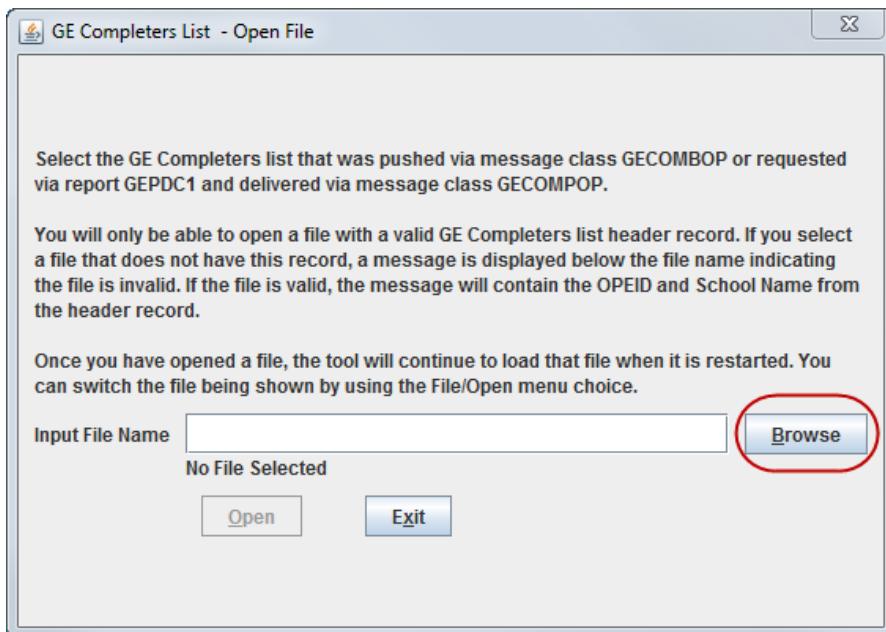 GE Completers List - Open File
Select the GE Completers list that was pushed via message class GECOMBOP or requested
via report GEPDC1 and delivered via message class GECOMPOP.
You will only be able to open a file with a valid GE Completers list header record. If you select
a file that does not have this record, a message is displayed below the file name indicating
the file is invalid. If the file is valid, the message will contain the OPEID and School Name from
the header record.
Once you have opened a file, the tool will continue to load that file when it is restarted. You
can switch the file being shown by using the File/Open menu choice.
Input File Name Browse
No File Selected
Open Exit